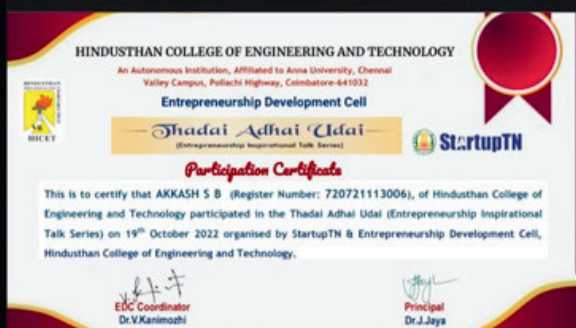 HINDUSTHAN COLLEGE OF ENGINEERING AND TECHNOLOGY
An Autonomous Institution, Affiliated to Anna University, Chennai
Valley Campus, Pollachi Highway, Coimbatore-641032
Entrepreneurship Development Cell
HICET
Thadai Adhai Udai
(Entrepreneurship Inspirational Talk Series)
StartupTN
Participation Certificate
This is to certify that AKKASH S B (Register Number: 720721113006), of Hindusthan College of
Engineering and Technology participated in the Thadai Adhai Udai (Entrepreneurship Inspirational
Talk Series) on 19th October 2022 organised by StartupTN & Entrepreneurship Development Cell,
Hindusthan College of Engineering and Technology.
EDC Coordinator
Dr.V.Kanimozhi
Principal
Dr.J.Jaya